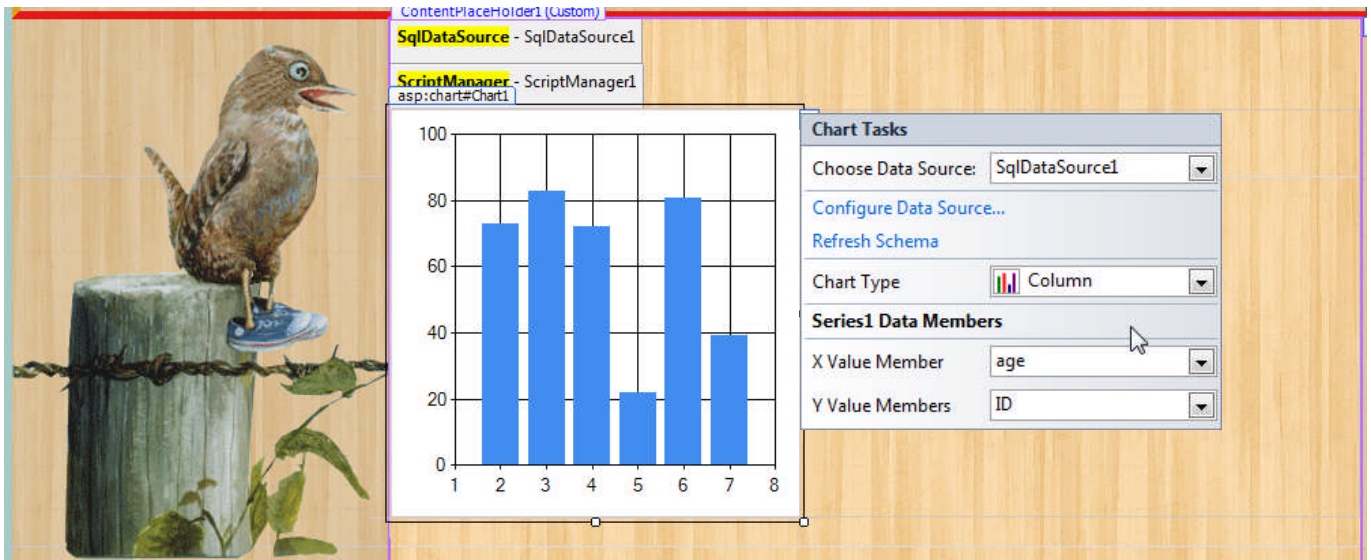 ContentPlaceHolder1 (Custom)
SqlDataSource - SqlDataSource1
ScriptManager - ScriptManager1
asp:chart#Chart1
100
80
60
40
20
0
1 2 3 4 5 6 7 8
Chart Tasks
Choose Data Source: SqlDataSource1
Configure Data Source...
Refresh Schema
Chart Type Column
Series1 Data Members
X Value Member age
Y Value Members ID